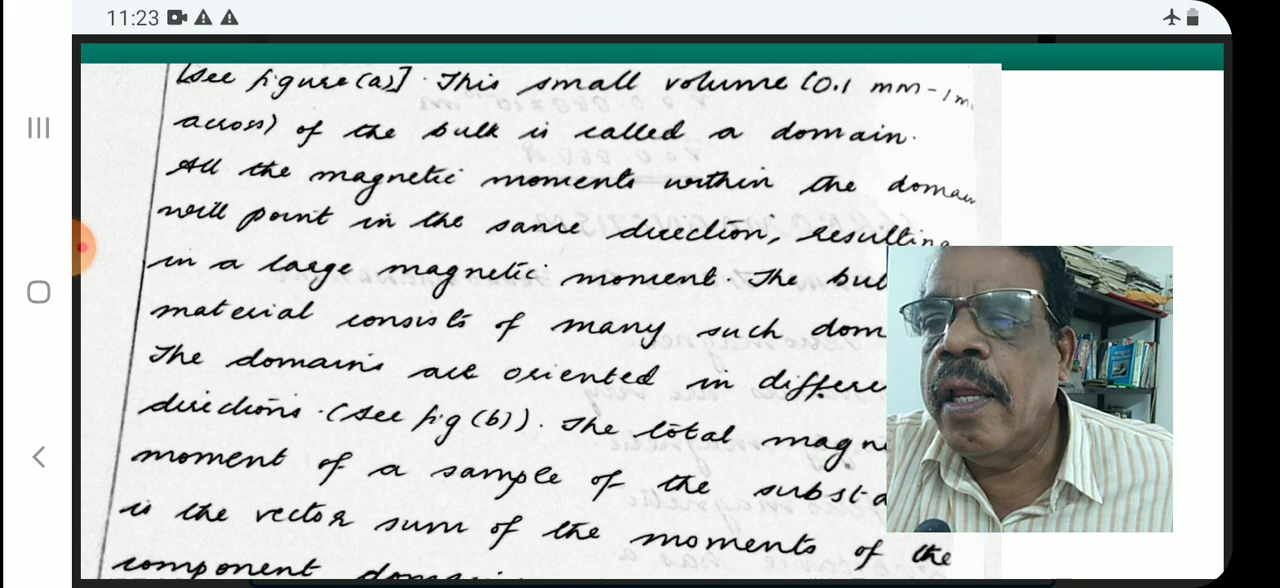 11:23
[see figure(a)]. This small volume (0.1 mm-1m
across) of the bulk is called a domain.
All the magnetic moments within the domain
will point in the same direction, resulting
in a large magnetic moment. The bul
material consists of many such dom
The domains are oriented in differe
directions. (see fig (b)). The total magn
moment of a sample of the subst
is the vector sum of the moments of the
component domains